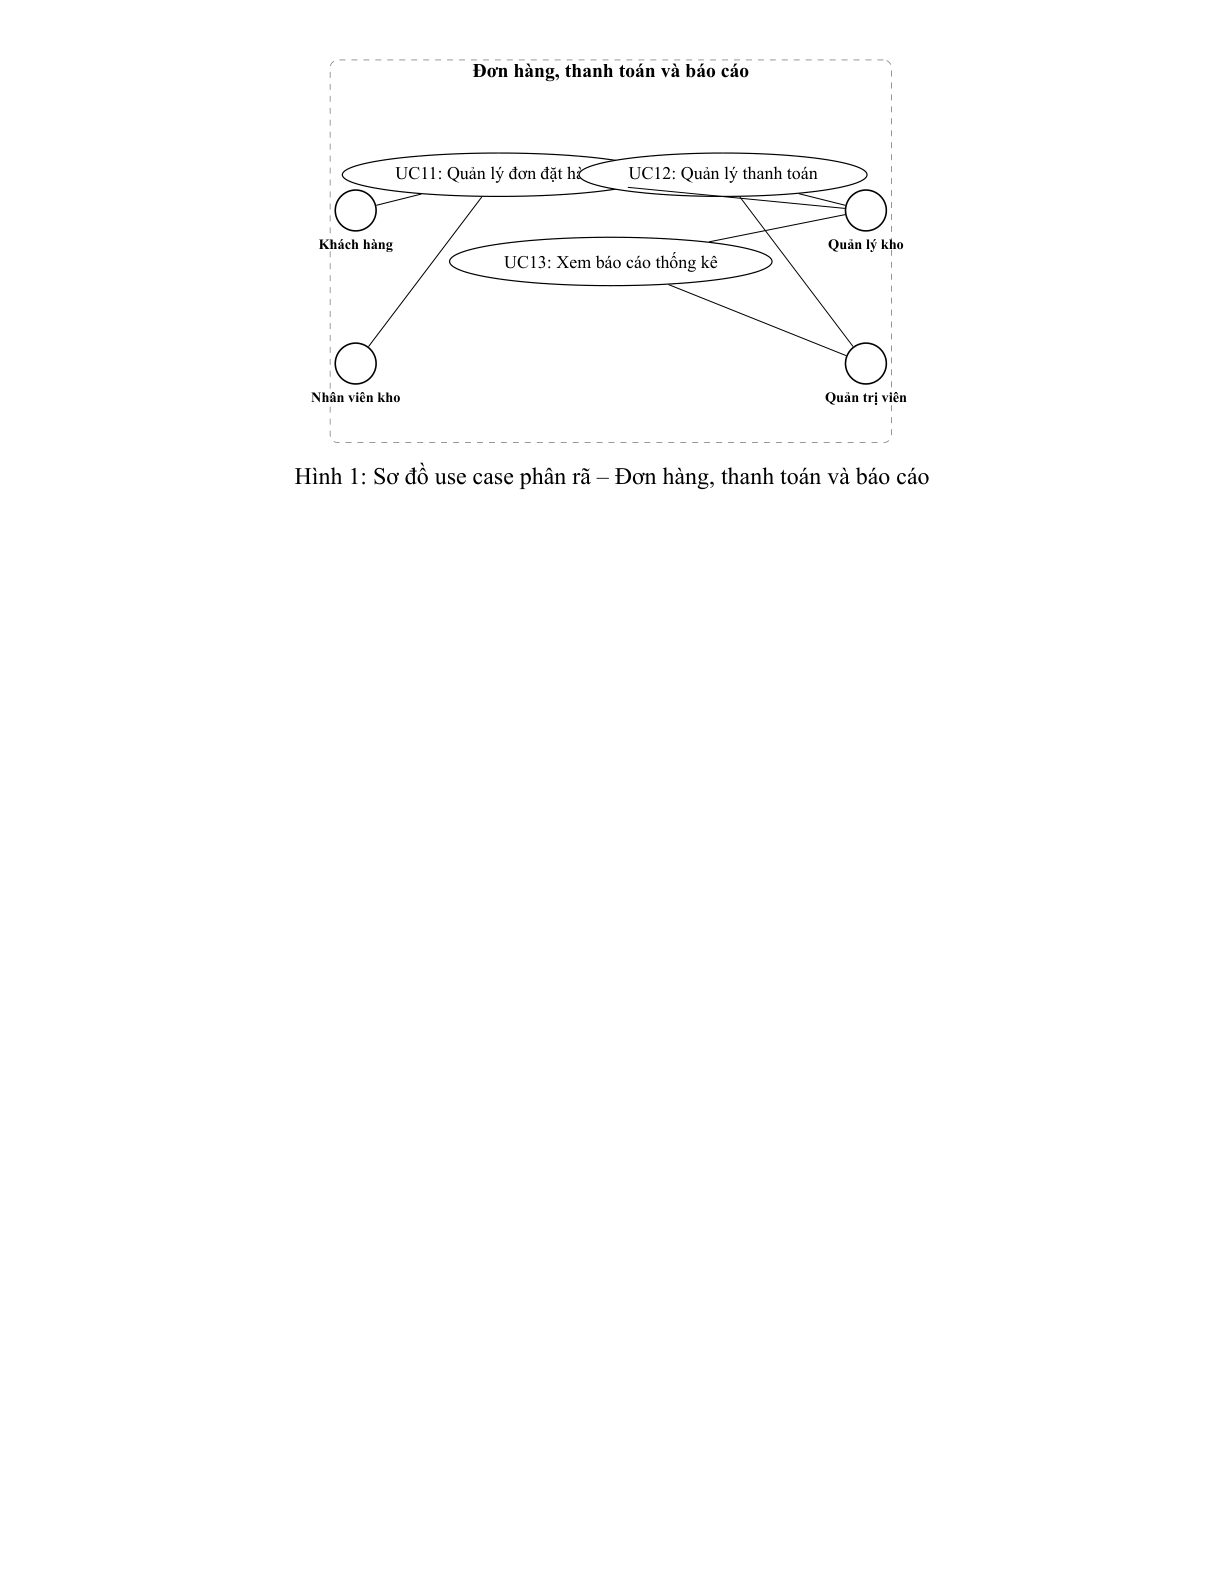 Đơn hàng, thanh toán và báo cáo
UC11: Quản lý đơn đặt
UC12: Quản lý thanh toán
Khách hàng
Quản lý kho
UC13: Xem báo cáo thống kê
Nhân viên kho
Quản trị viên
Hình 1: Sơ đồ use case phân rã – Đơn hàng, thanh toán và báo cáo